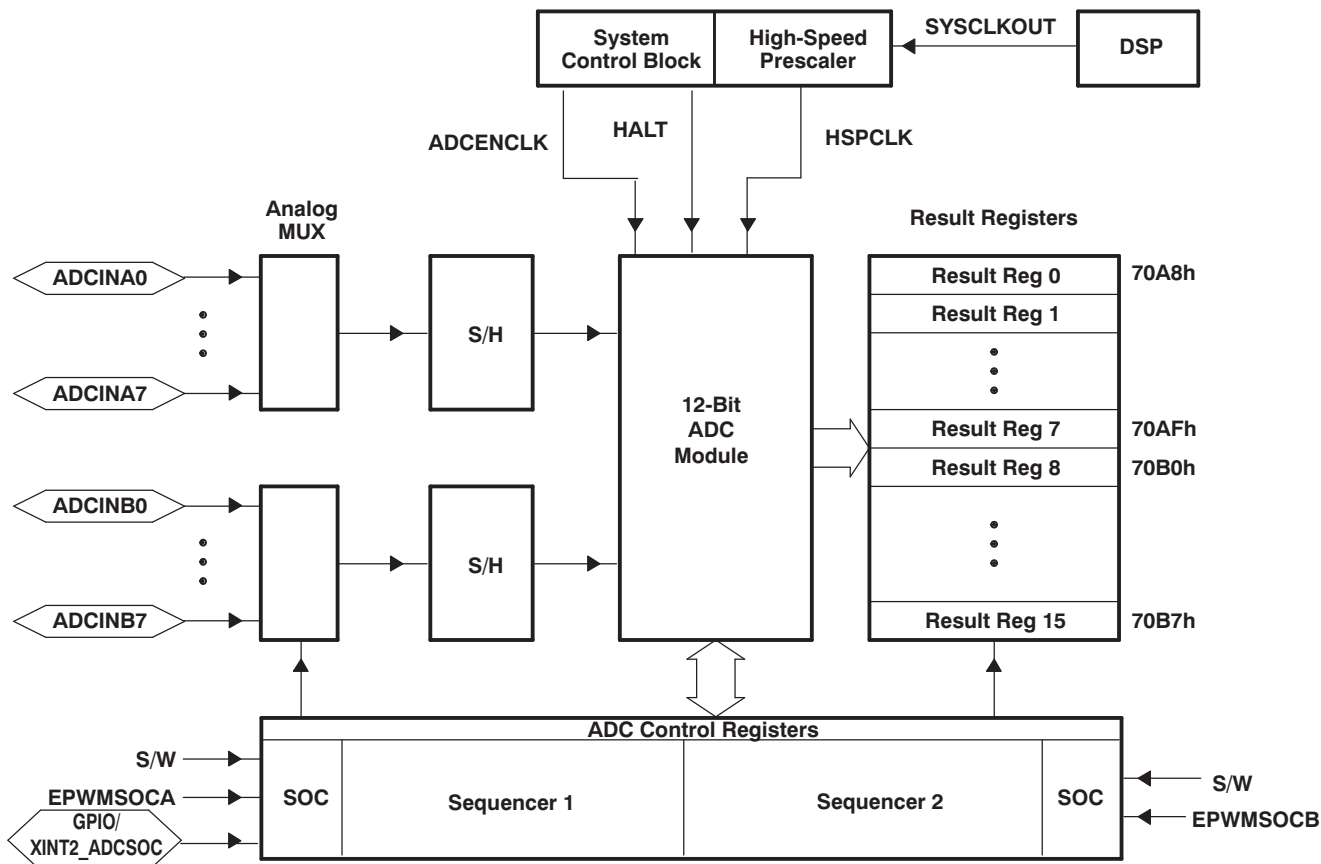 System
Control Block
High-Speed
Prescaler
SYSCLKOUT
DSP
ADCENCLK
HALT
HSPCLK
Analog
MUX
Result Registers
ADCINA0
ADCINA7
S/H
ADCINB0
ADCINB7
S/H
12-Bit
ADC
Module
Result Reg 0
70A8h
Result Reg 1
Result Reg 7
70AFh
Result Reg 8
70B0h
Result Reg 15
70B7h
ADC Control Registers
S/W
EPWMSOCA
GPIO/
XINT2_ADCSOC
SOC
Sequencer 1
Sequencer 2
SOC
S/W
EPWMSOCB